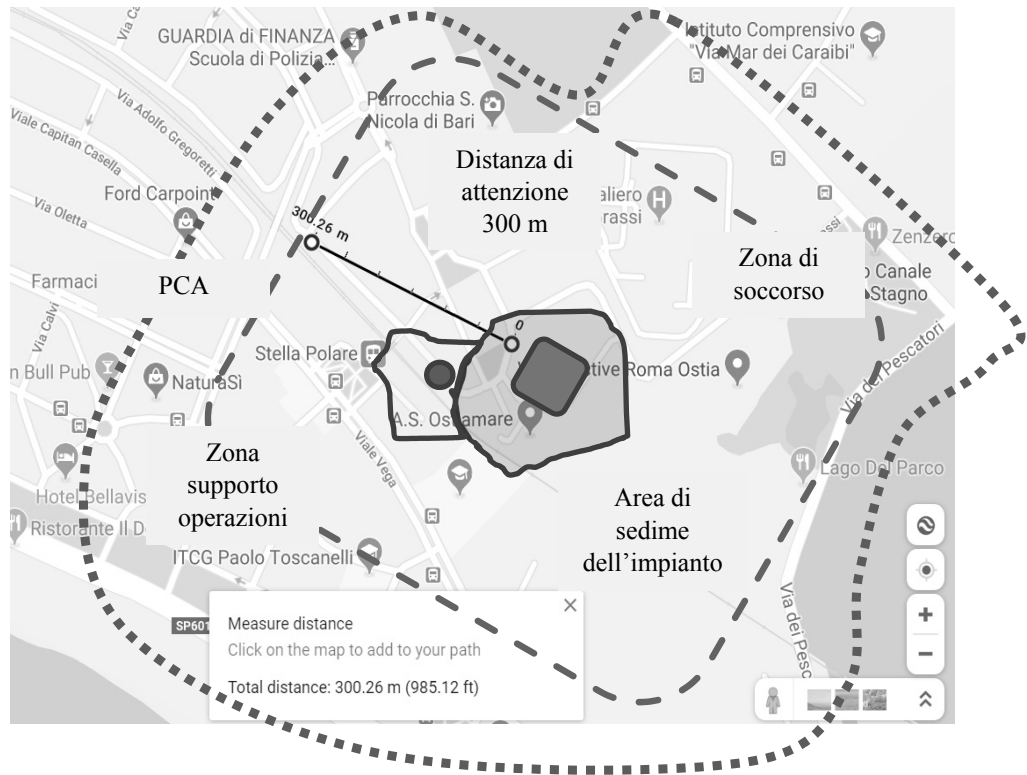 GUARDIA di FINANZA
Scuola di Polizia...
Istituto Comprensivo
"Via Mar dei Caraibi"
Via Adolfo Gregoretti
Parrocchia S.
Nicola di Bari
Viale Capitan Casella
Distanza di
attenzione
300 m
Ford Carpoint
H
Via Oletta
300.26 m
Zenzero
Zona di
soccorso
Canale
Stagno
Farmaci
PCA
Via Calvi
0
Stella Polare
n Bull Pub
NaturaSì
tive Roma Ostia
Via dei Pescatori
A.S. Ostiamare
Viale Vega
Zona
supporto
operazioni
Lago Del Parco
Hotel Bellavis
Ristorante Il D
Area di
sedime
dell’impianto
ITCG Paolo Toscanelli
Via dei Pesc
SP601
Measure distance
Click on the map to add to your path
Total distance: 300.26 m (985.12 ft)